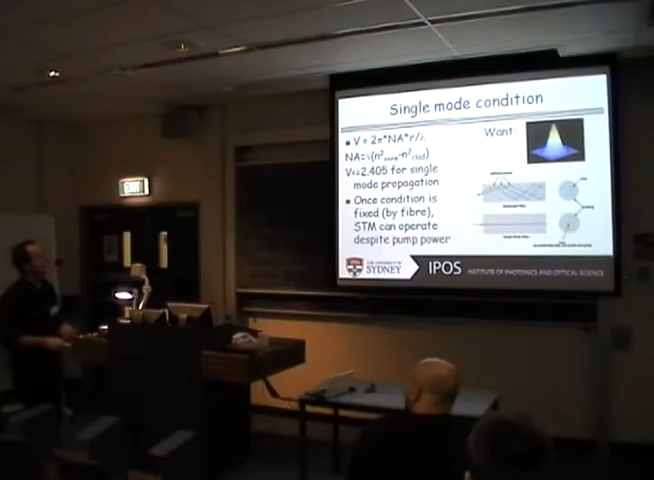 EXIT
Single mode condition
V = 2π*NA*r/λ
Want:
NA=√(n²core-n²clad)
V<=2.405 for single
mode propagation
Once condition is
fixed (by fibre),
STM can operate
despite pump power
THE UNIVERSITY OF
SYDNEY
IPOS INSTITUTE OF PHOTONICS AND OPTICAL SCIENCE